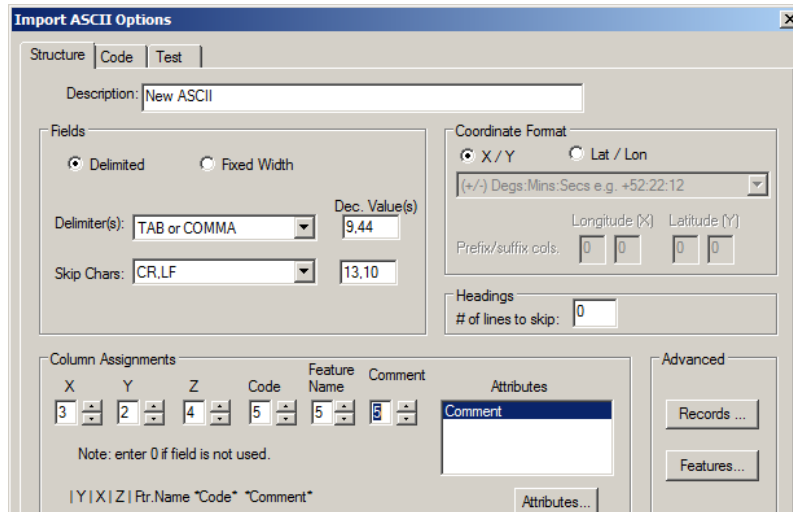 Import ASCII Options
Structure Code Test
Description: New ASCII
Fields
Delimited Fixed Width
Dec. Value(s)
Delimiter(s): TAB or COMMA 9,44
Skip Chars: CR,LF 13,10
Coordinate Format
X / Y Lat / Lon
(+/-) Degs:Mins:Secs e.g. +52:22:12
Longitude (X) Latitude (Y)
Prefix/suffix cols. 0 0 0 0
Headings
# of lines to skip: 0
Column Assignments
X Y Z Code Feature Name Comment
3 2 4 5 5 5
Note: enter 0 if field is not used.
|Y|X|Z|Ftr.Name *Code* *Comment*
Attributes
Comment
Attributes...
Advanced
Records ...
Features...